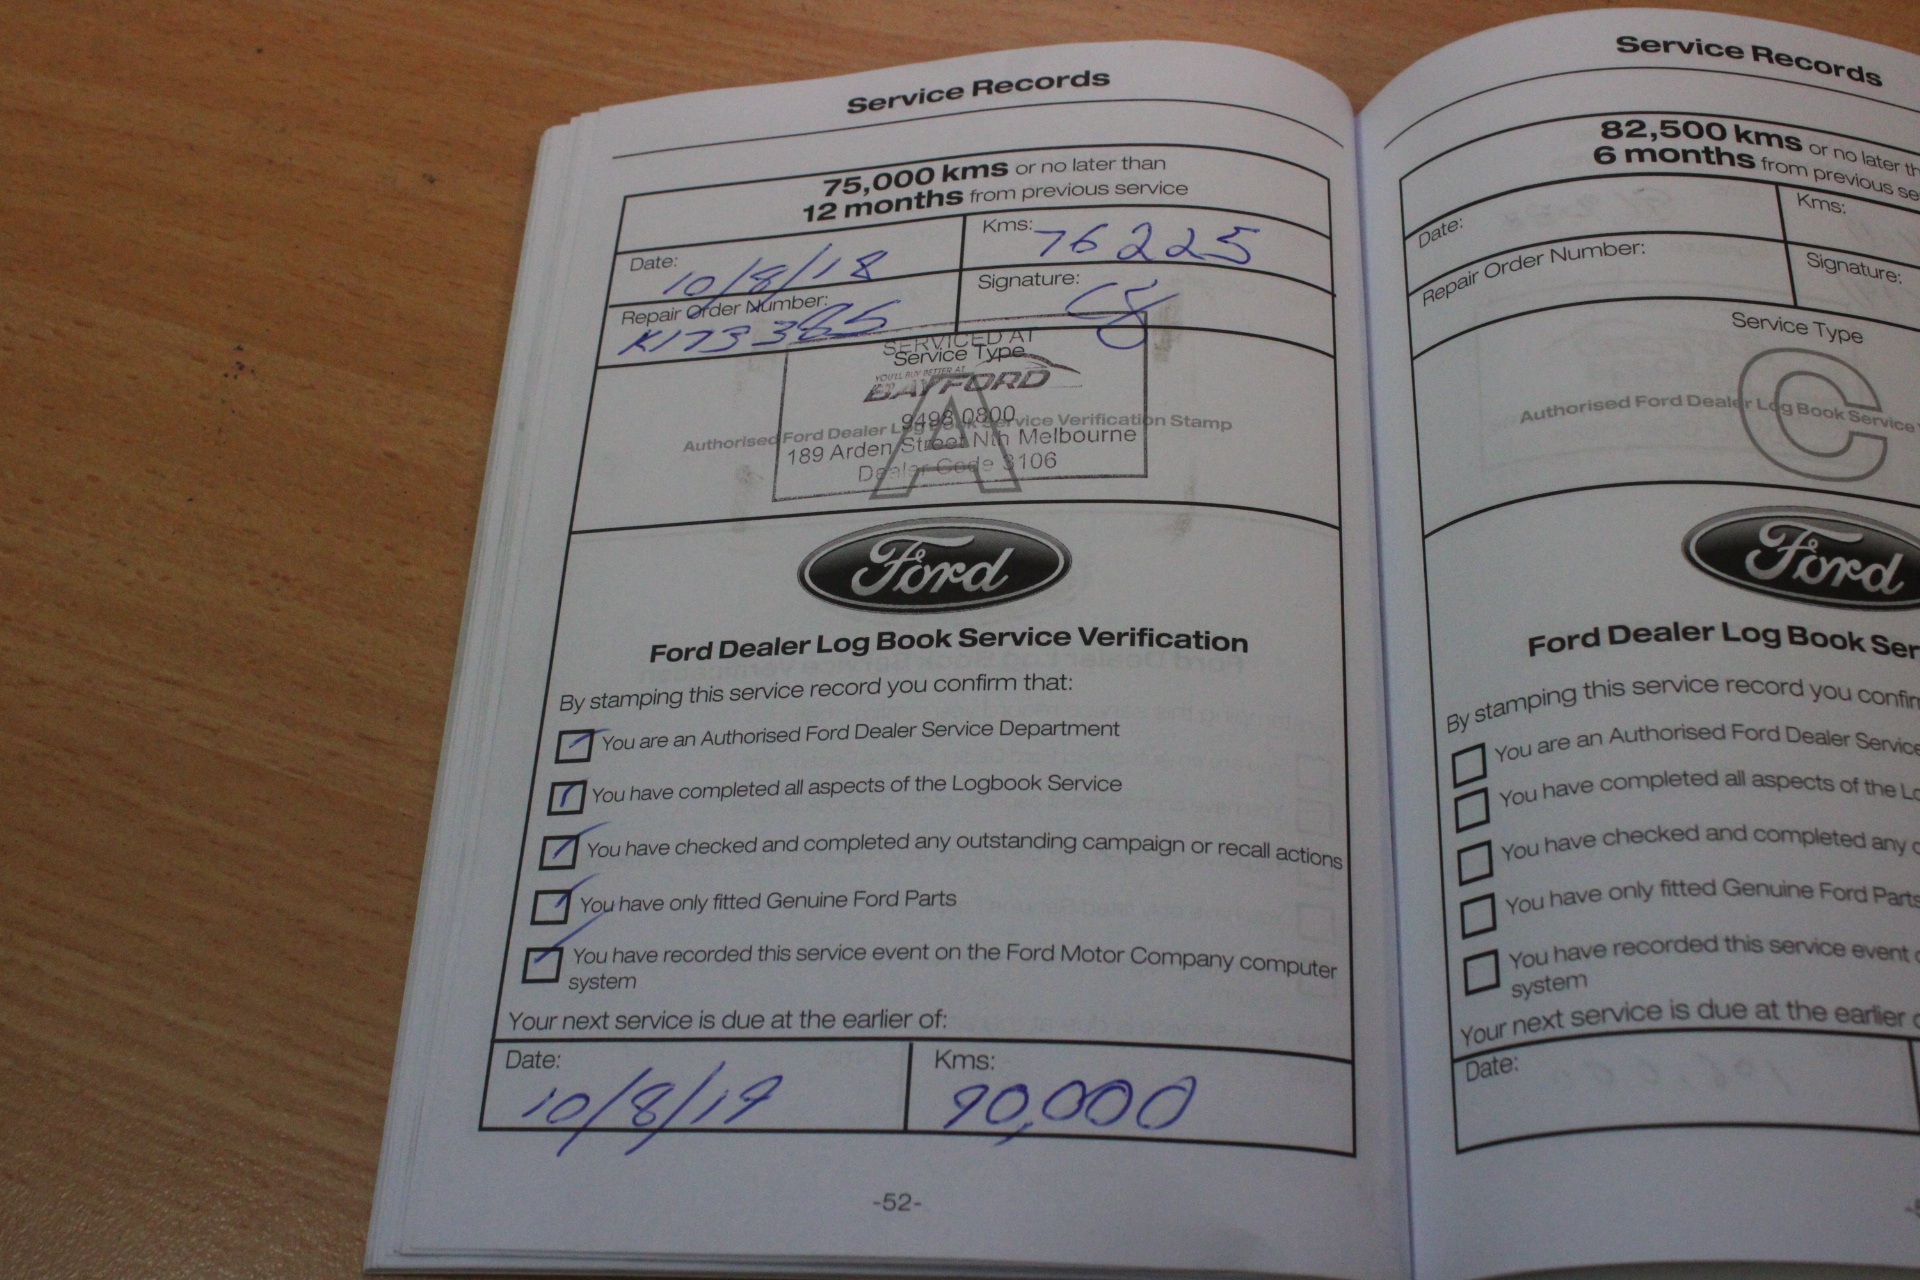 Service Records
75,000 kms or no later than
12 months from previous service
Date: 10/8/18
Kms: 76225
Repair Order Number:
Signature:
SERVICED AT
Service Type
YOU'LL BUY BETTER AT
BAYFORD
A
9498 0800
Authorised Ford Dealer Log Book Service Verification Stamp
189 Arden Street Nth Melbourne
Dealer Code 3106
Ford
Ford Dealer Log Book Service Verification
By stamping this service record you confirm that:
You are an Authorised Ford Dealer Service Department
You have completed all aspects of the Logbook Service
You have checked and completed any outstanding campaign or recall actions
You have only fitted Genuine Ford Parts
You have recorded this service event on the Ford Motor Company computer
system
Your next service is due at the earlier of:
Date: 10/8/19
Kms: 90,000
-52-
Service Records
82,500 kms or no later
6 months from previous
Date:
Kms:
Repair Order Number:
Signature:
Service Type
C
Authorised Ford Dealer Log Book Service
Ford
Ford Dealer Log Book
By stamping this service record you
You are an Authorised Ford Dealer Service
You have completed all aspects of the
You have checked and completed any
You have only fitted Genuine Ford Parts
You have recorded this service event
system
Your next service is due at the earlier
Date: